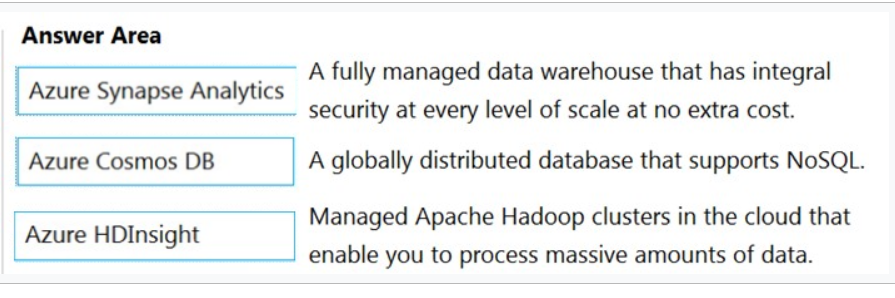 Answer Area
Azure Synapse Analytics
A fully managed data warehouse that has integral
security at every level of scale at no extra cost.
Azure Cosmos DB
A globally distributed database that supports NoSQL.
Azure HDInsight
Managed Apache Hadoop clusters in the cloud that
enable you to process massive amounts of data.